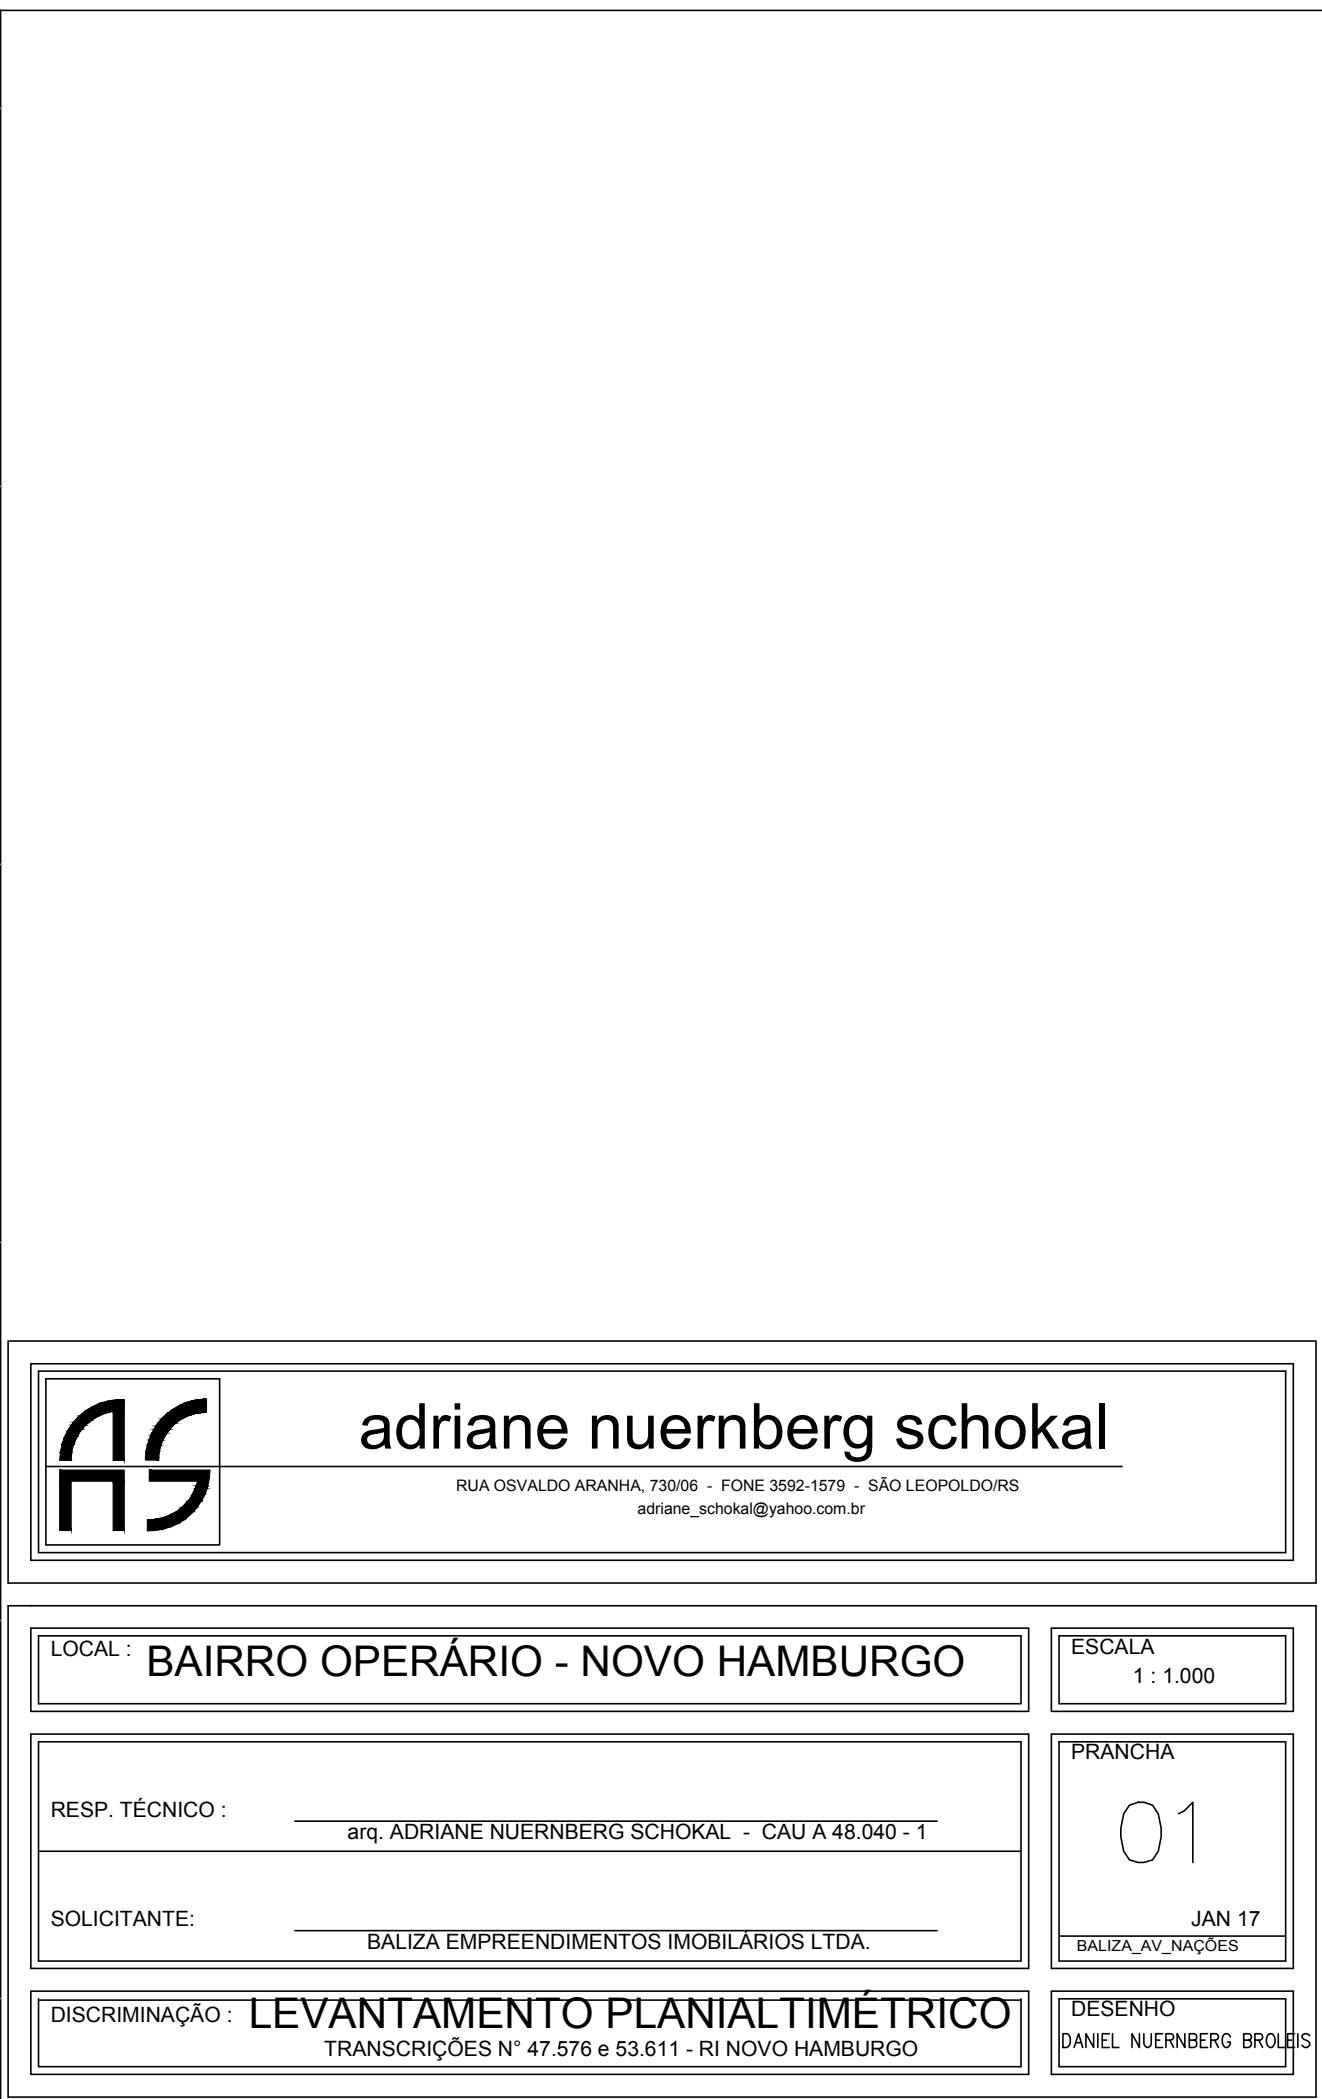 AS
adriane nuernberg schokal
RUA OSVALDO ARANHA, 730/06 - FONE 3592-1579 - SÃO LEOPOLDO/RS
adriane_schokal@yahoo.com.br
LOCAL : BAIRRO OPERÁRIO - NOVO HAMBURGO
ESCALA
1 : 1.000
RESP. TÉCNICO :
arq. ADRIANE NUERNBERG SCHOKAL - CAU A 48.040 - 1
SOLICITANTE:
BALIZA EMPREENDIMENTOS IMOBILÁRIOS LTDA.
PRANCHA
01
JAN 17
BALIZA_AV_NAÇÕES
DISCRIMINAÇÃO : LEVANTAMENTO PLANIALTIMÉTRICO
TRANSCRIÇÕES N° 47.576 e 53.611 - RI NOVO HAMBURGO
DESENHO
DANIEL NUERNBERG BROLEIS